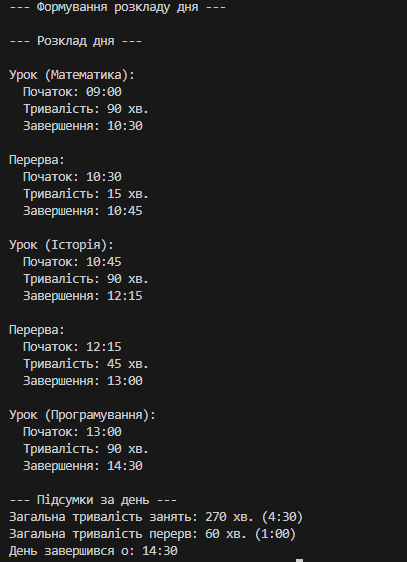 --- Формування розкладу дня ---
--- Розклад дня ---
Урок (Математика):
Початок: 09:00
Тривалість: 90 хв.
Завершення: 10:30
Перерва:
Початок: 10:30
Тривалість: 15 хв.
Завершення: 10:45
Урок (Історія):
Початок: 10:45
Тривалість: 90 хв.
Завершення: 12:15
Перерва:
Початок: 12:15
Тривалість: 45 хв.
Завершення: 13:00
Урок (Програмування):
Початок: 13:00
Тривалість: 90 хв.
Завершення: 14:30
--- Підсумки за день ---
Загальна тривалість занять: 270 хв. (4:30)
Загальна тривалість перерв: 60 хв. (1:00)
День завершився о: 14:30